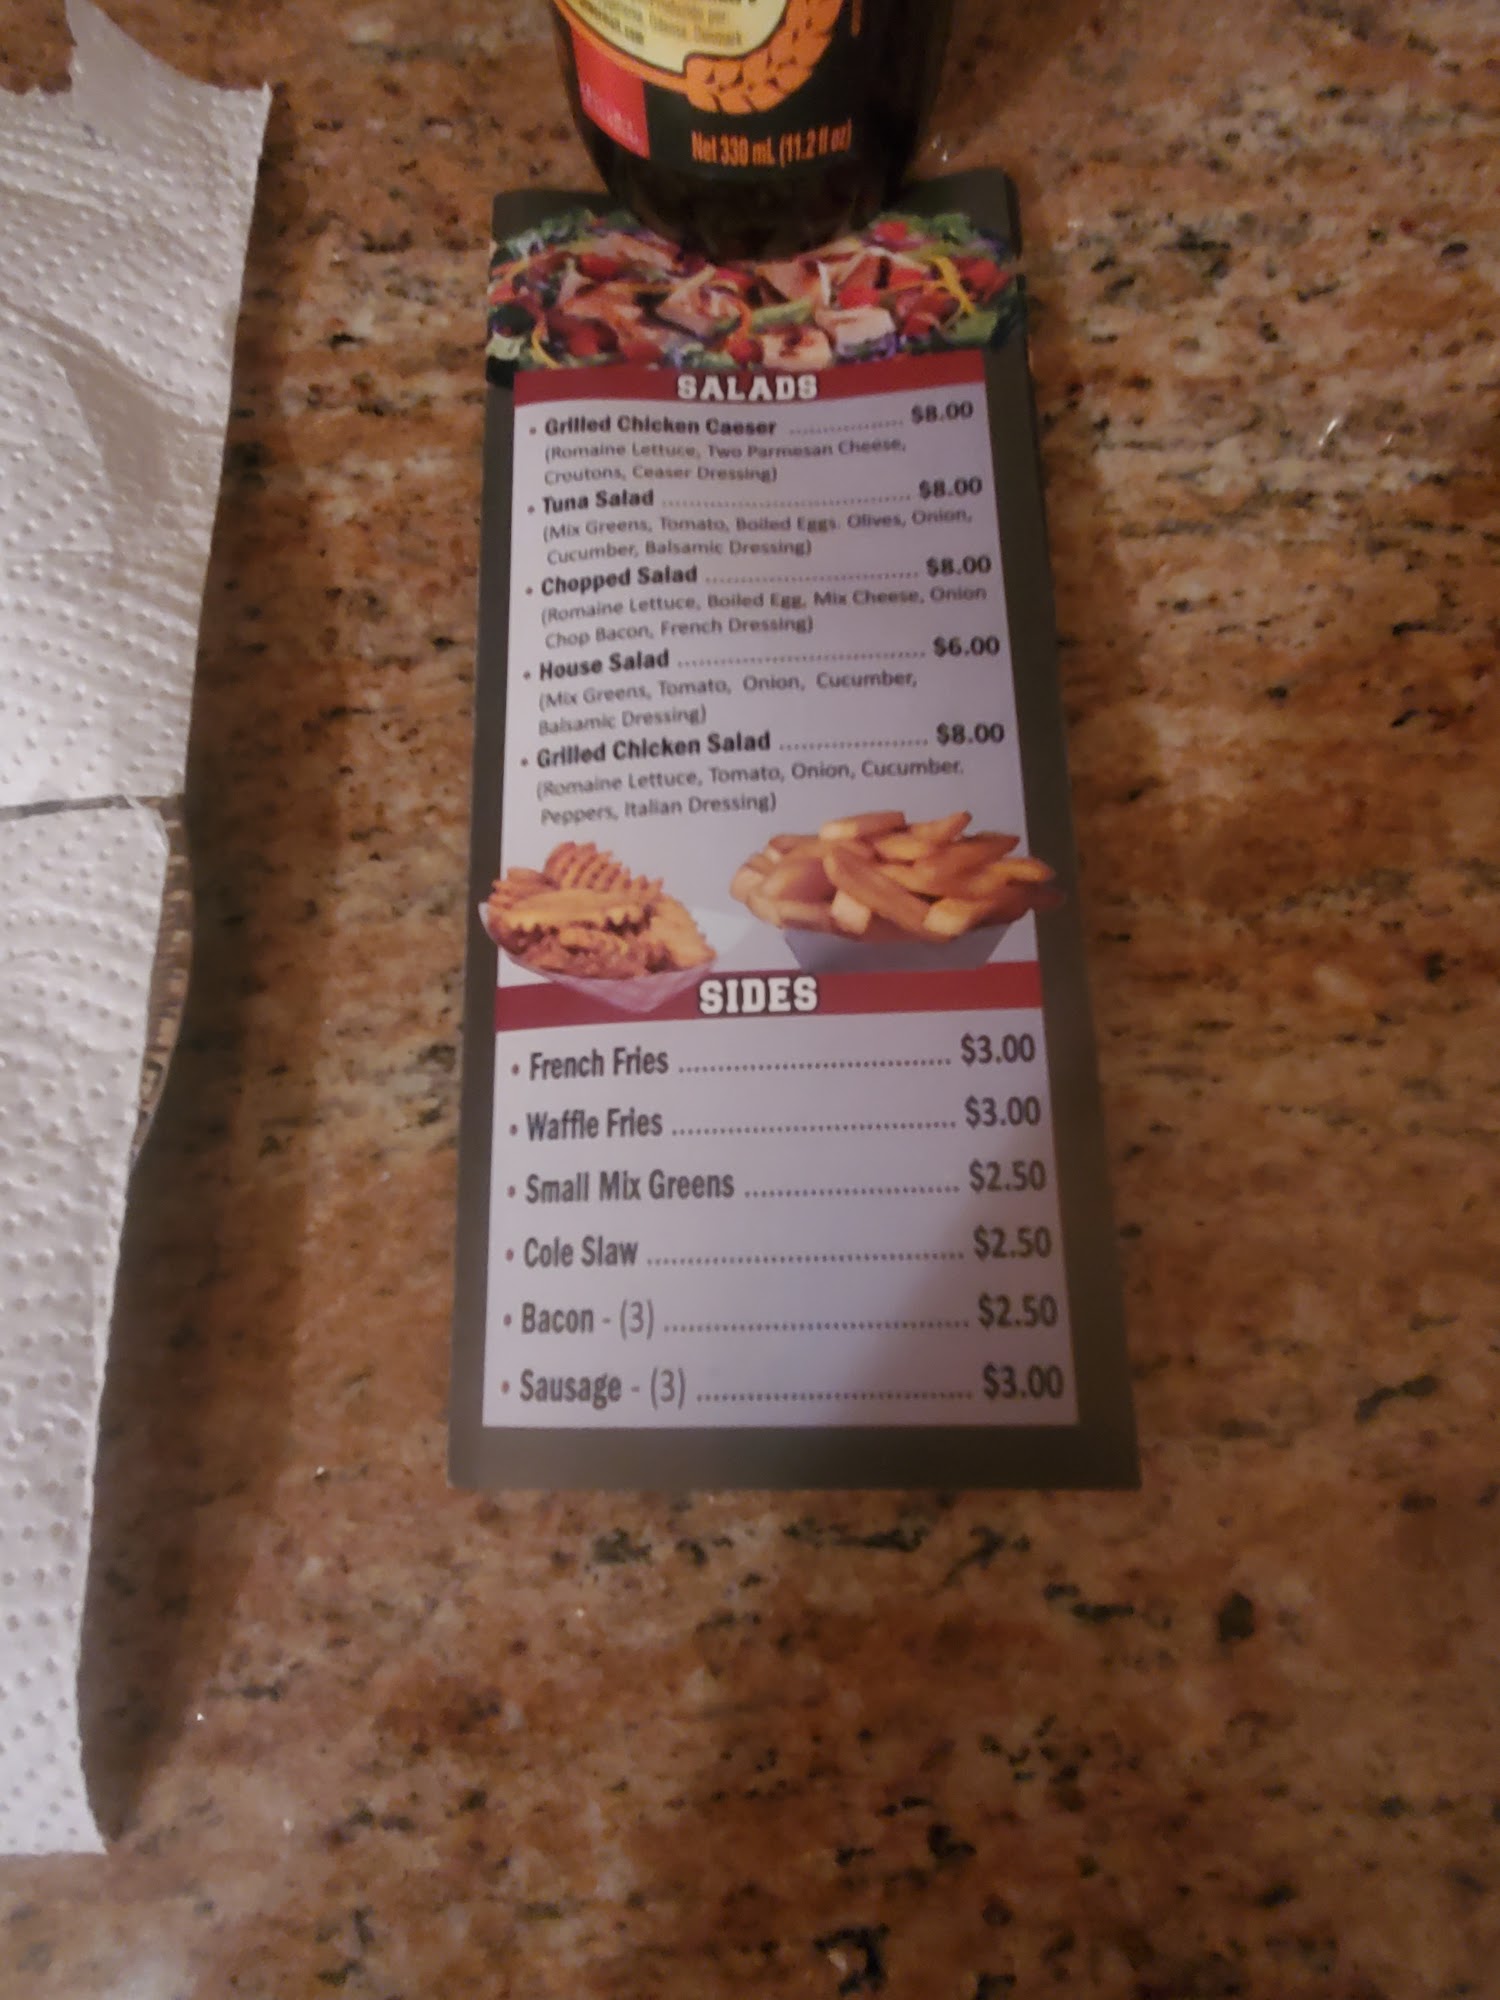 Denmark
Net 330 mL (11.2 fl oz)
SALADS
• Grilled Chicken Caeser .................... $8.00
(Romaine Lettuce, Two Parmesan Cheese,
Croutons, Ceaser Dressing)
• Tuna Salad .................................... $8.00
(Mix Greens, Tomato, Boiled Eggs. Olives, Onion,
Cucumber, Balsamic Dressing)
• Chopped Salad .............................. $8.00
(Romaine Lettuce, Boiled Egg, Mix Cheese, Onion
Chop Bacon, French Dressing)
• House Salad ................................... $6.00
(Mix Greens, Tomato, Onion, Cucumber,
Balsamic Dressing)
• Grilled Chicken Salad ..................... $8.00
(Romaine Lettuce, Tomato, Onion, Cucumber.
Peppers, Italian Dressing)
SIDES
• French Fries .................................. $3.00
• Waffle Fries ................................... $3.00
• Small Mix Greens .......................... $2.50
• Cole Slaw ...................................... $2.50
• Bacon - (3) ..................................... $2.50
• Sausage - (3) .................................. $3.00